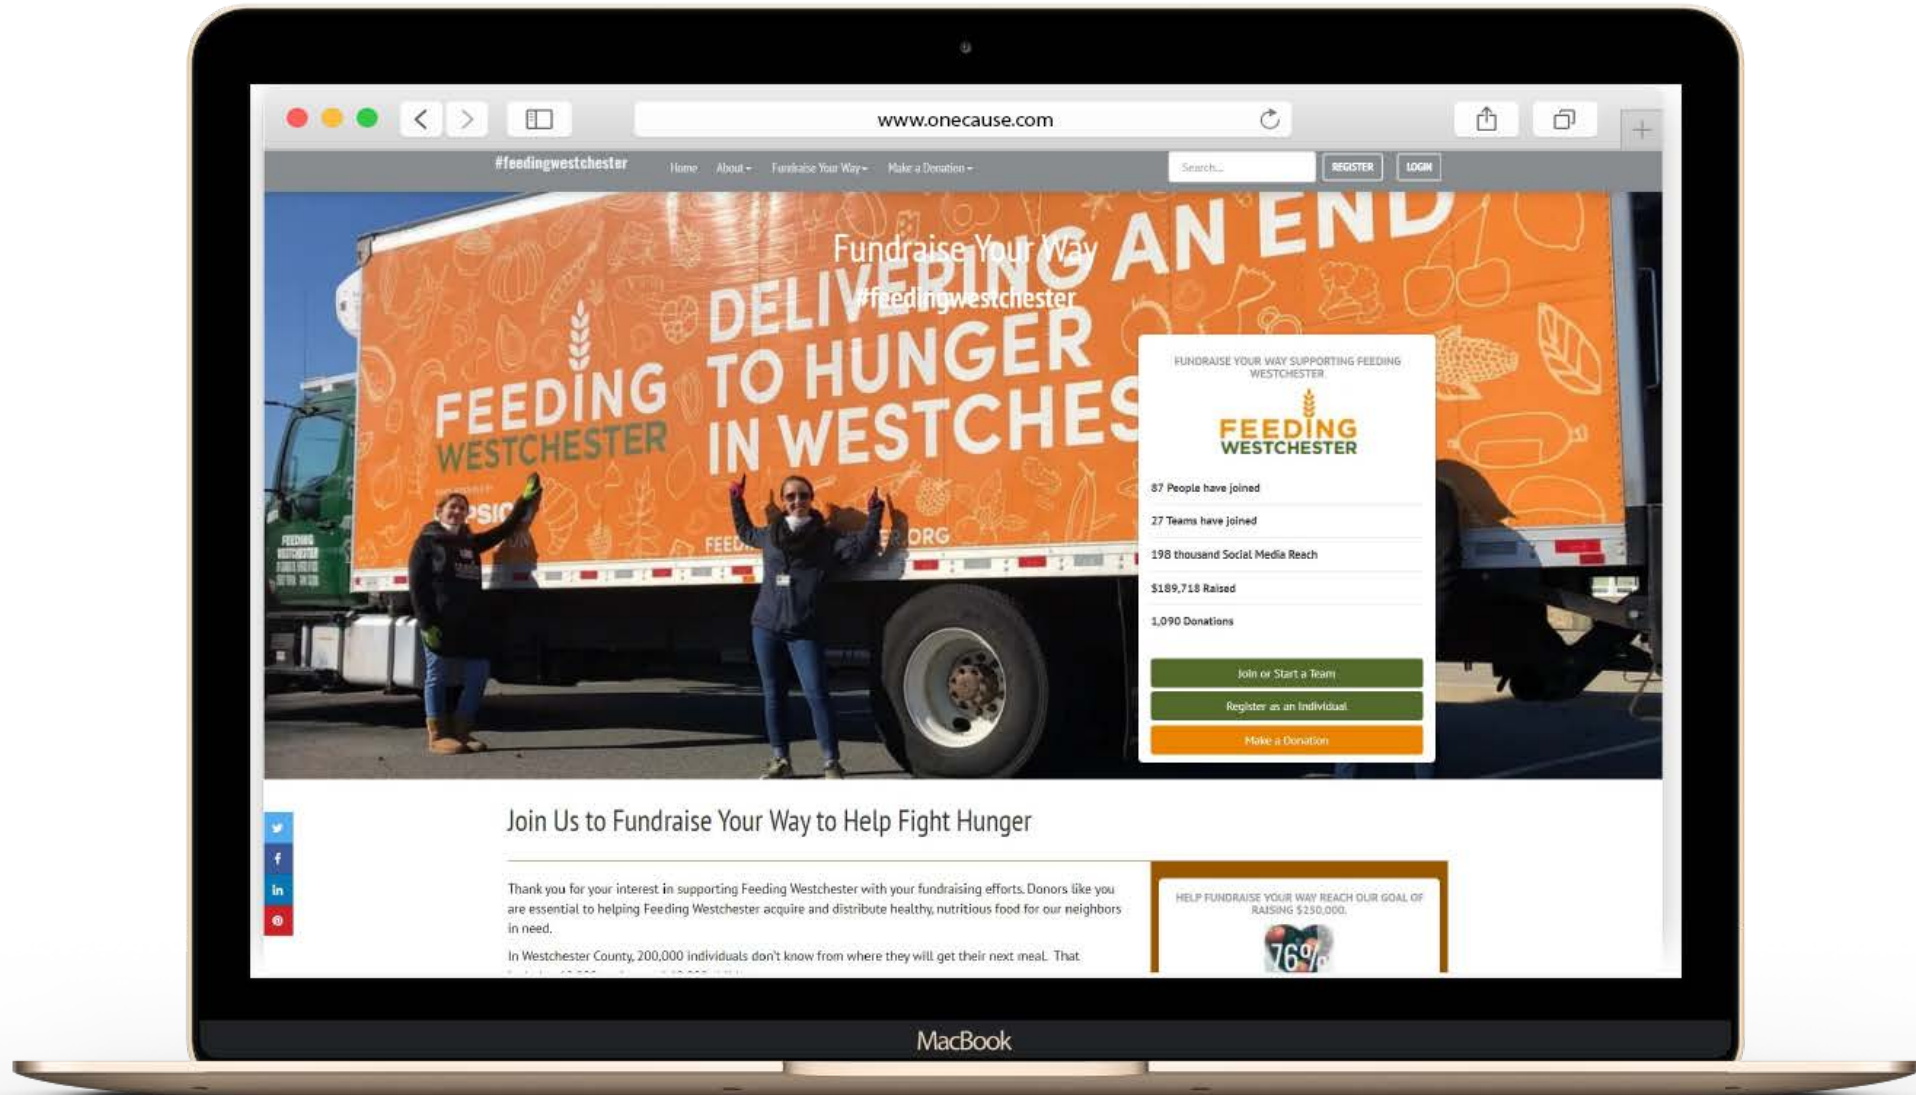 www.onecause.com
#feedingwestchester
Home About Fundraise Your Way Make a Donation
Search...
REGISTER
LOGIN
Fundraise Your Way
#feedingwestchester
DELIVERING AN END
TO HUNGER
IN WESTCHES
FEEDING
WESTCHESTER
ORG
FEEDING
WESTCHESTER
FUNDRAISE YOUR WAY SUPPORTING FEEDING
WESTCHESTER
FEEDING
WESTCHESTER
87 People have joined
27 Teams have joined
198 thousand Social Media Reach
$189,718 Raised
1,090 Donations
Join or Start a Team
Register as an Individual
Make a Donation
Join Us to Fundraise Your Way to Help Fight Hunger
Thank you for your interest in supporting Feeding Westchester with your fundraising efforts. Donors like you
are essential to helping Feeding Westchester acquire and distribute healthy, nutritious food for our neighbors
in need.
In Westchester County, 200,000 individuals don't know from where they will get their next meal. That
HELP FUNDRAISE YOUR WAY REACH OUR GOAL OF
RAISING $250,000.
76%
MacBook